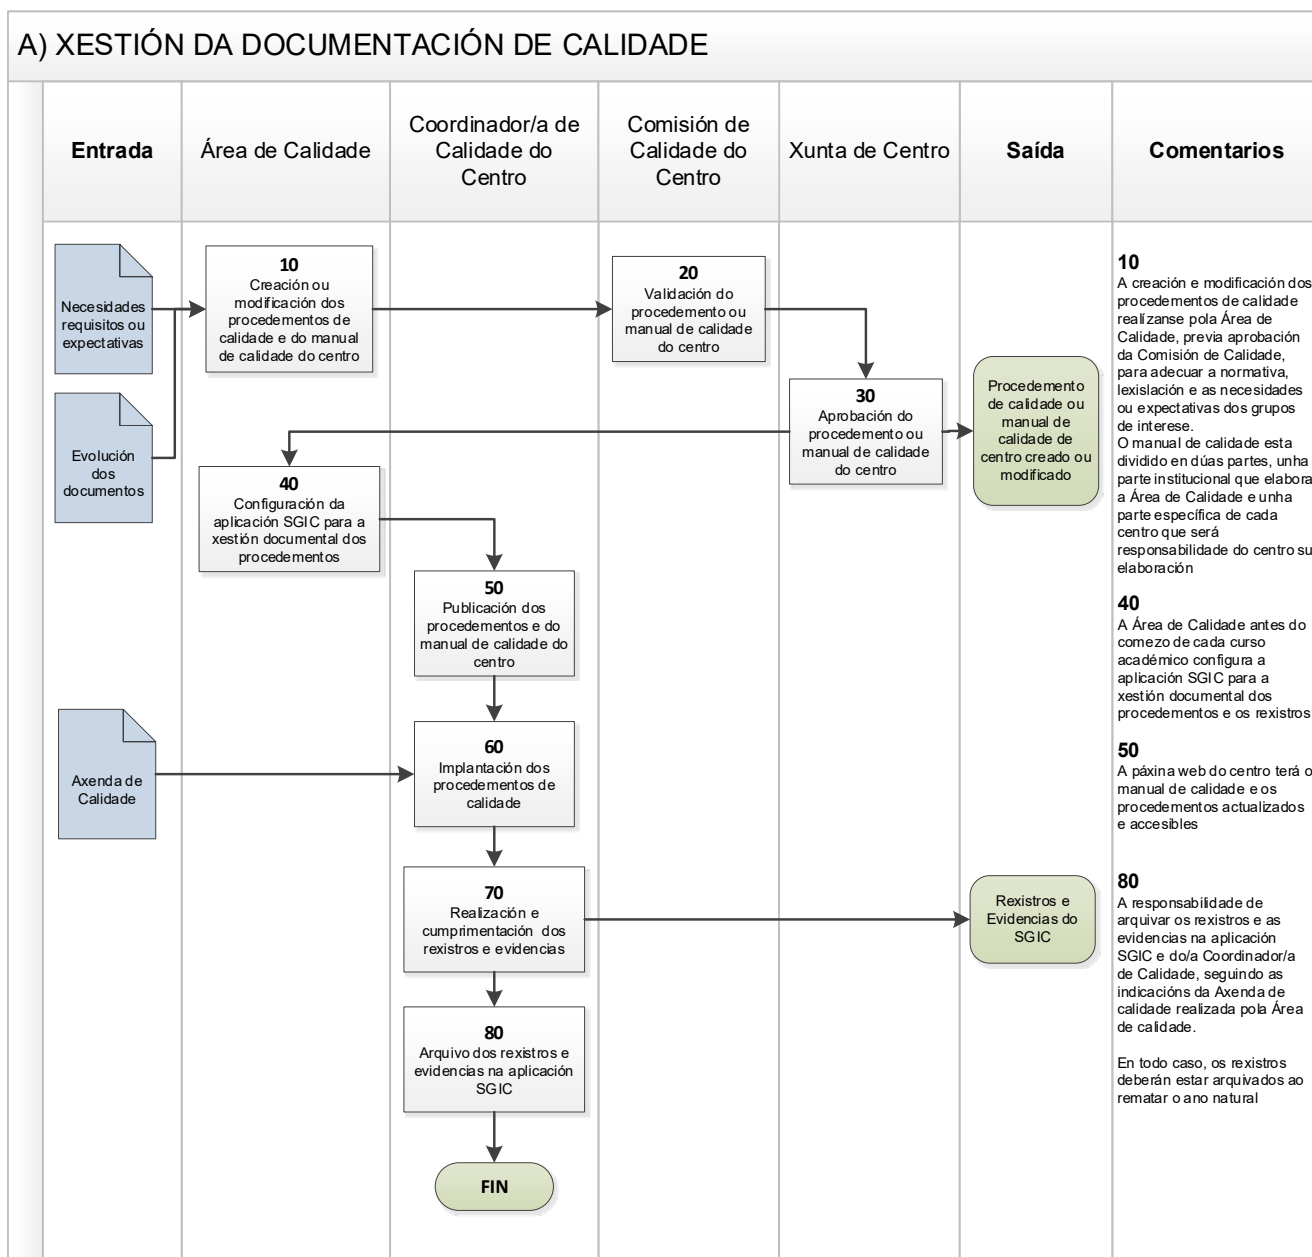 A) XESTIÓN DA DOCUMENTACIÓN DE CALIDADE
Entrada
Área de Calidade
Coordinador/a de
Calidade do
Centro
Comisión de
Calidade do
Centro
Xunta de Centro
Saída
Comentarios
Necesidades
requisitos ou
expectativas
10
Creación ou
modificación dos
procedementos de
calidade e do manual
de calidade do centro
20
Validación do
procedemento ou
manual de calidade
do centro
30
Aprobación do
procedemento ou
manual de calidade
do centro
Procedemento
de calidade ou
manual de
calidade de
centro creado ou
modificado
Evolución
dos
documentos
40
Configuración da
aplicación SGIC para a
xestión documental dos
procedementos
50
Publicación dos
procedementos e do
manual de calidade do
centro
Axenda de
Calidade
60
Implantación dos
procedementos de
calidade
70
Realización e
cumprimentación dos
rexistros e evidencias
Rexistros e
Evidencias do
SGIC
80
Arquivo dos rexistros e
evidencias na aplicación
SGIC
FIN
10
A creación e modificación dos
procedementos de calidade
realízanse pola Área de
Calidade, previa aprobación
da Comisión de Calidade,
para adecuar a normativa,
lexislación e as necesidades
ou expectativas dos grupos
de interese.
O manual de calidade esta
dividido en dúas partes, unha
parte institucional que elabora
a Área de Calidade e unha
parte específica de cada
centro que será
responsabilidade do centro su
elaboración
40
A Área de Calidade antes do
comezo de cada curso
académico configura a
aplicación SGIC para a
xestión documental dos
procedementos e os rexistros
50
A páxina web do centro terá o
manual de calidade e os
procedementos actualizados
e accesibles
80
A responsabilidade de
arquivar os rexistros e as
evidencias na aplicación
SGIC e do/a Coordinador/a
de Calidade, seguindo as
indicacións da Axenda de
calidade realizada pola Área
de calidade.
En todo caso, os rexistros
deberán estar arquivados ao
rematar o ano natural